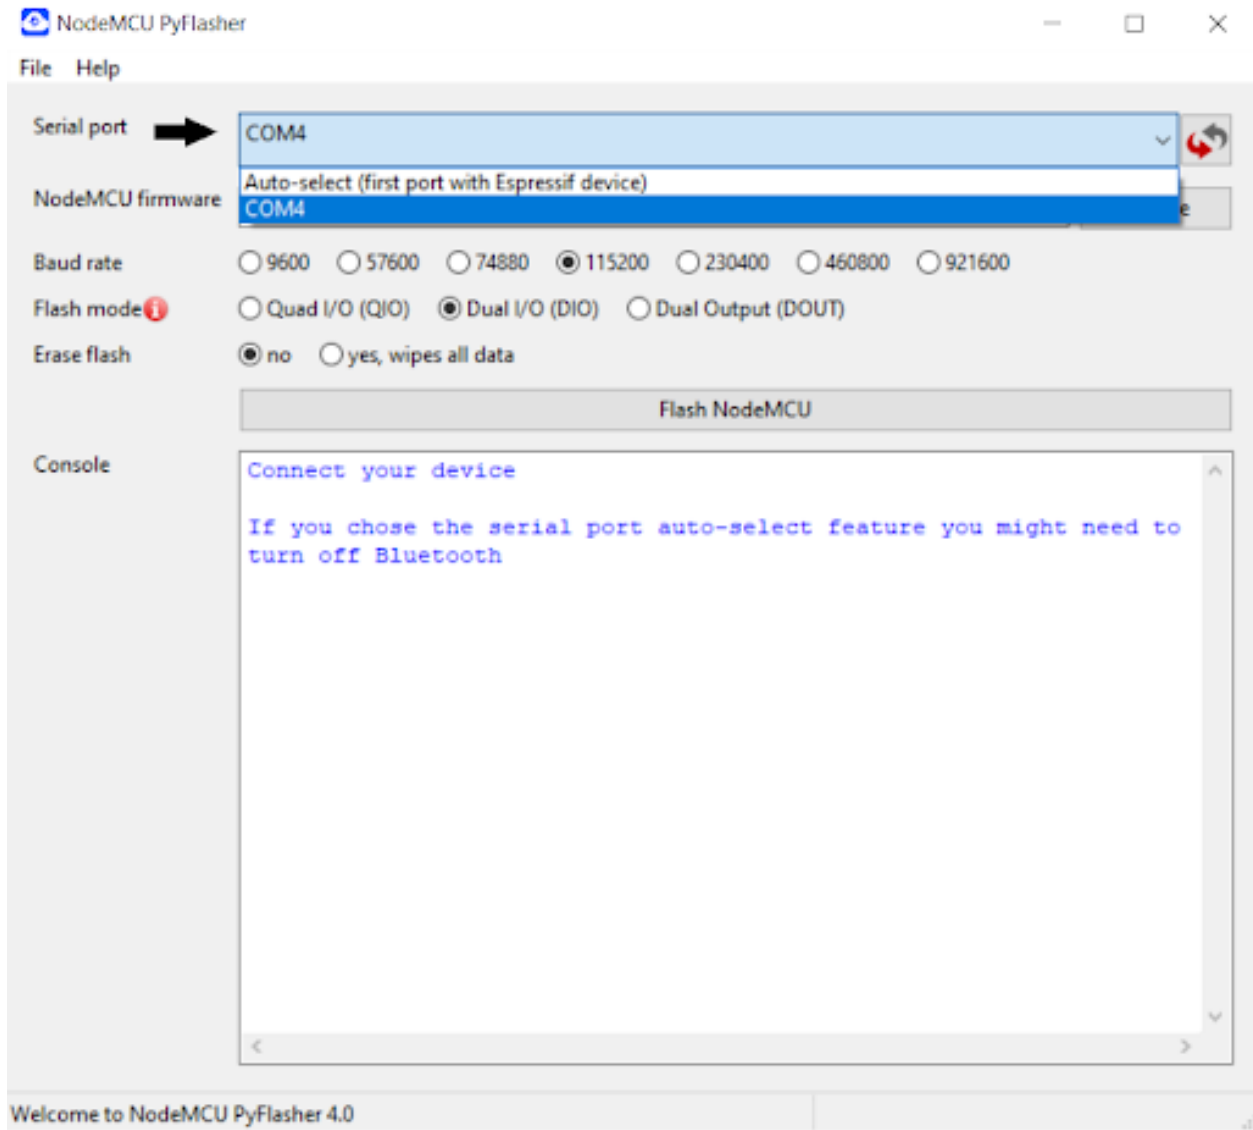 NodeMCU PyFlasher
File Help
Serial port COM4
Auto-select (first port with Espressif device)
NodeMCU firmware COM4
Baud rate 9600 57600 74880 115200 230400 460800 921600
Flash mode Quad I/O (QIO) Dual I/O (DIO) Dual Output (DOUT)
Erase flash no yes, wipes all data
Flash NodeMCU
Console
Connect your device
If you chose the serial port auto-select feature you might need to
turn off Bluetooth
Welcome to NodeMCU PyFlasher 4.0